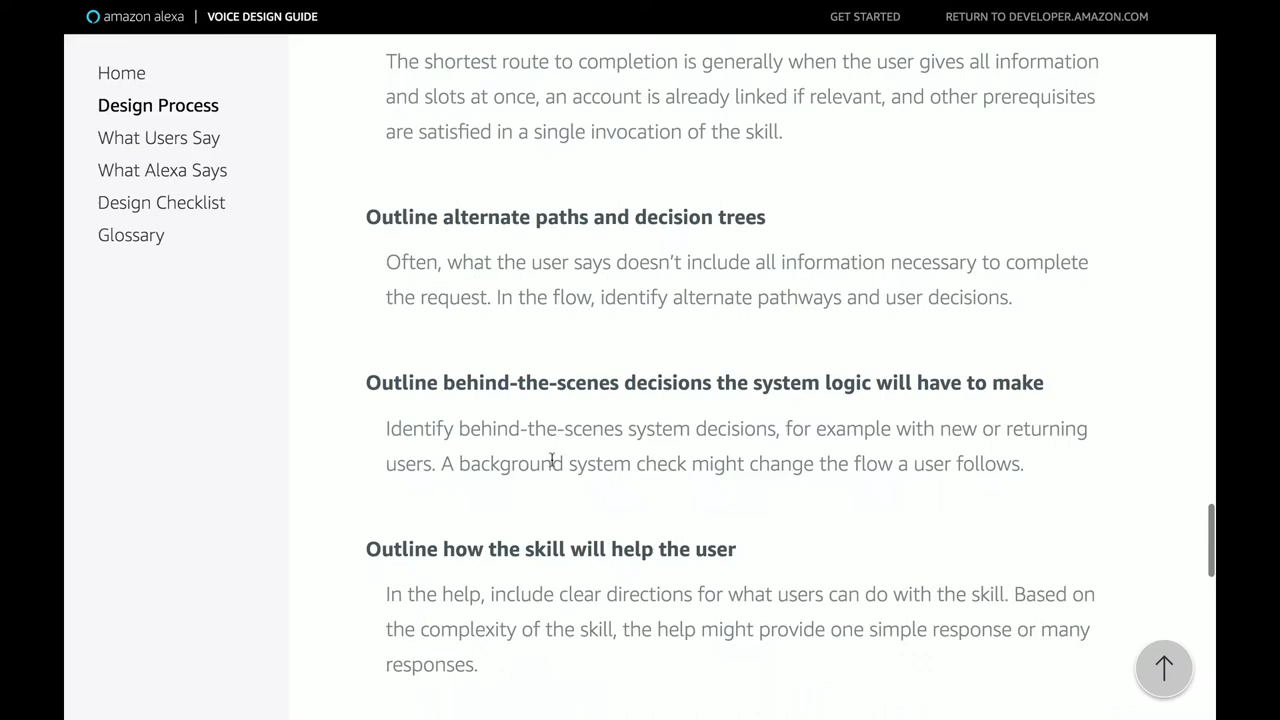 amazon alexa | VOICE DESIGN GUIDE
GET STARTED
RETURN TO DEVELOPER.AMAZON.COM
Home
Design Process
What Users Say
What Alexa Says
Design Checklist
Glossary
The shortest route to completion is generally when the user gives all information
and slots at once, an account is already linked if relevant, and other prerequisites
are satisfied in a single invocation of the skill.
Outline alternate paths and decision trees
Often, what the user says doesn’t include all information necessary to complete
the request. In the flow, identify alternate pathways and user decisions.
Outline behind-the-scenes decisions the system logic will have to make
Identify behind-the-scenes system decisions, for example with new or returning
users. A background system check might change the flow a user follows.
Outline how the skill will help the user
In the help, include clear directions for what users can do with the skill. Based on
the complexity of the skill, the help might provide one simple response or many
responses.